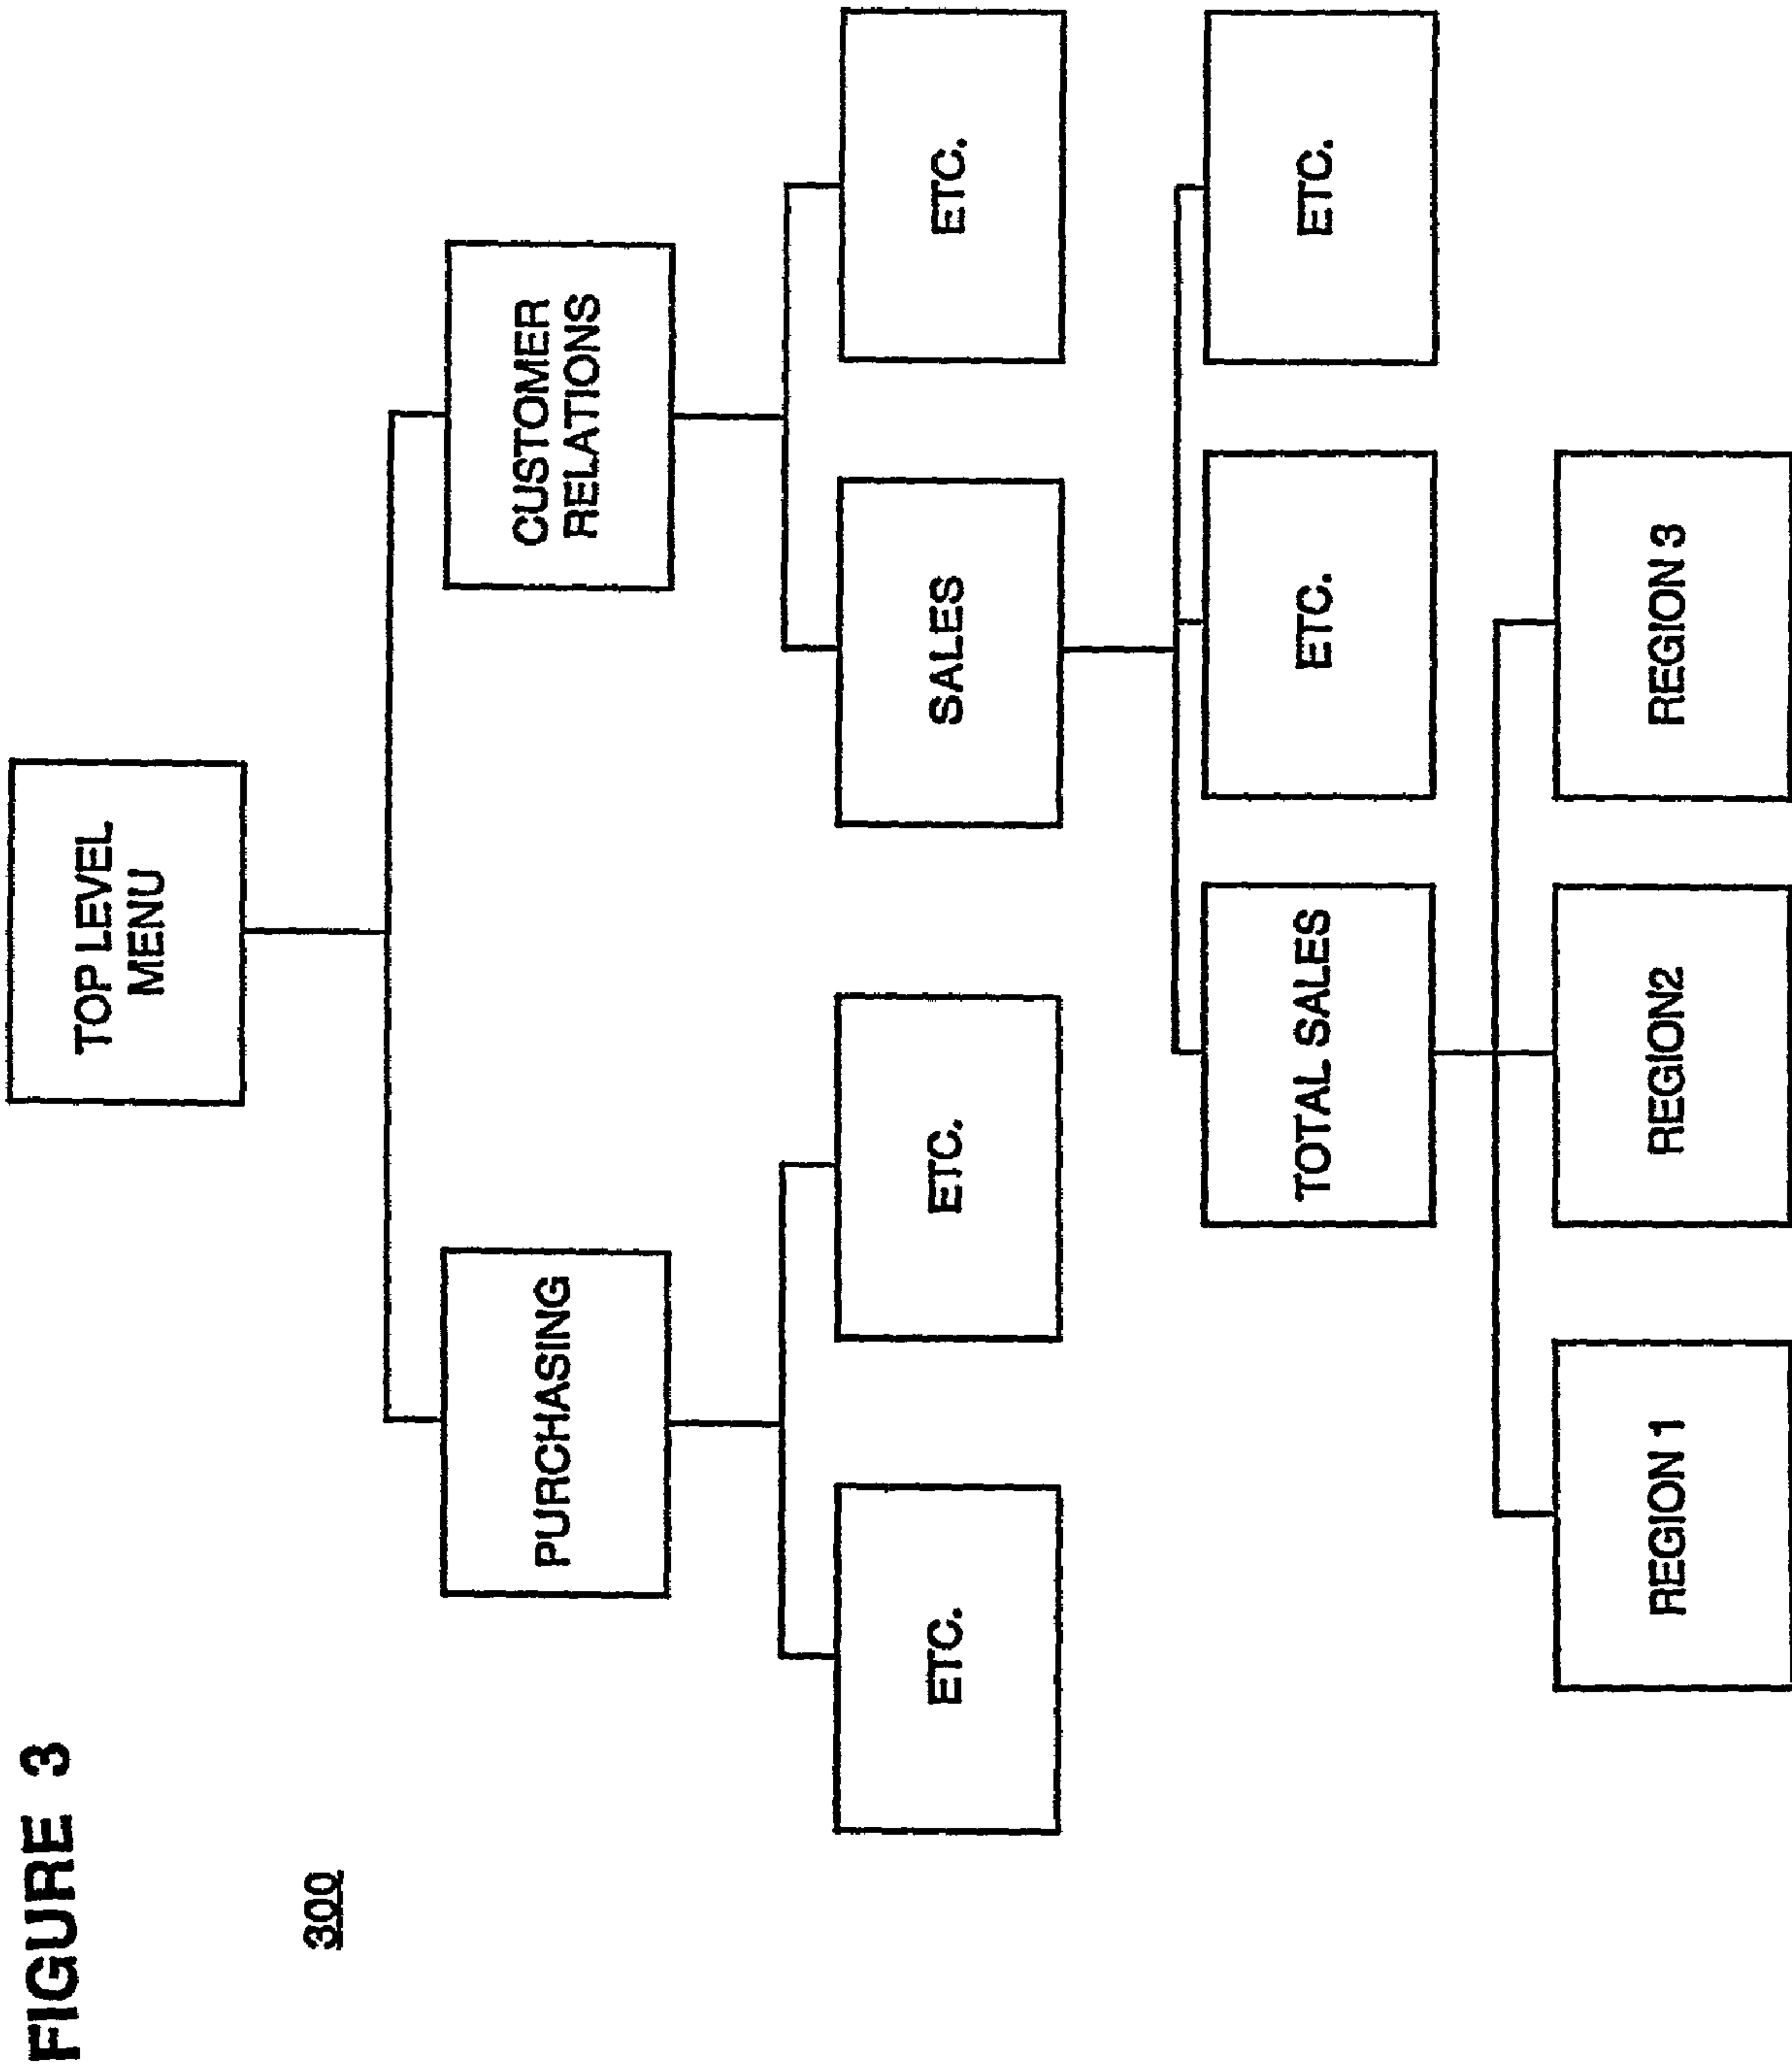 FIGURE 3
300
TOP LEVEL
MENU
PURCHASING
CUSTOMER
RELATIONS
ETC.
ETC.
SALES
ETC.
TOTAL SALES
ETC.
ETC.
REGION 1
REGION2
REGION 3